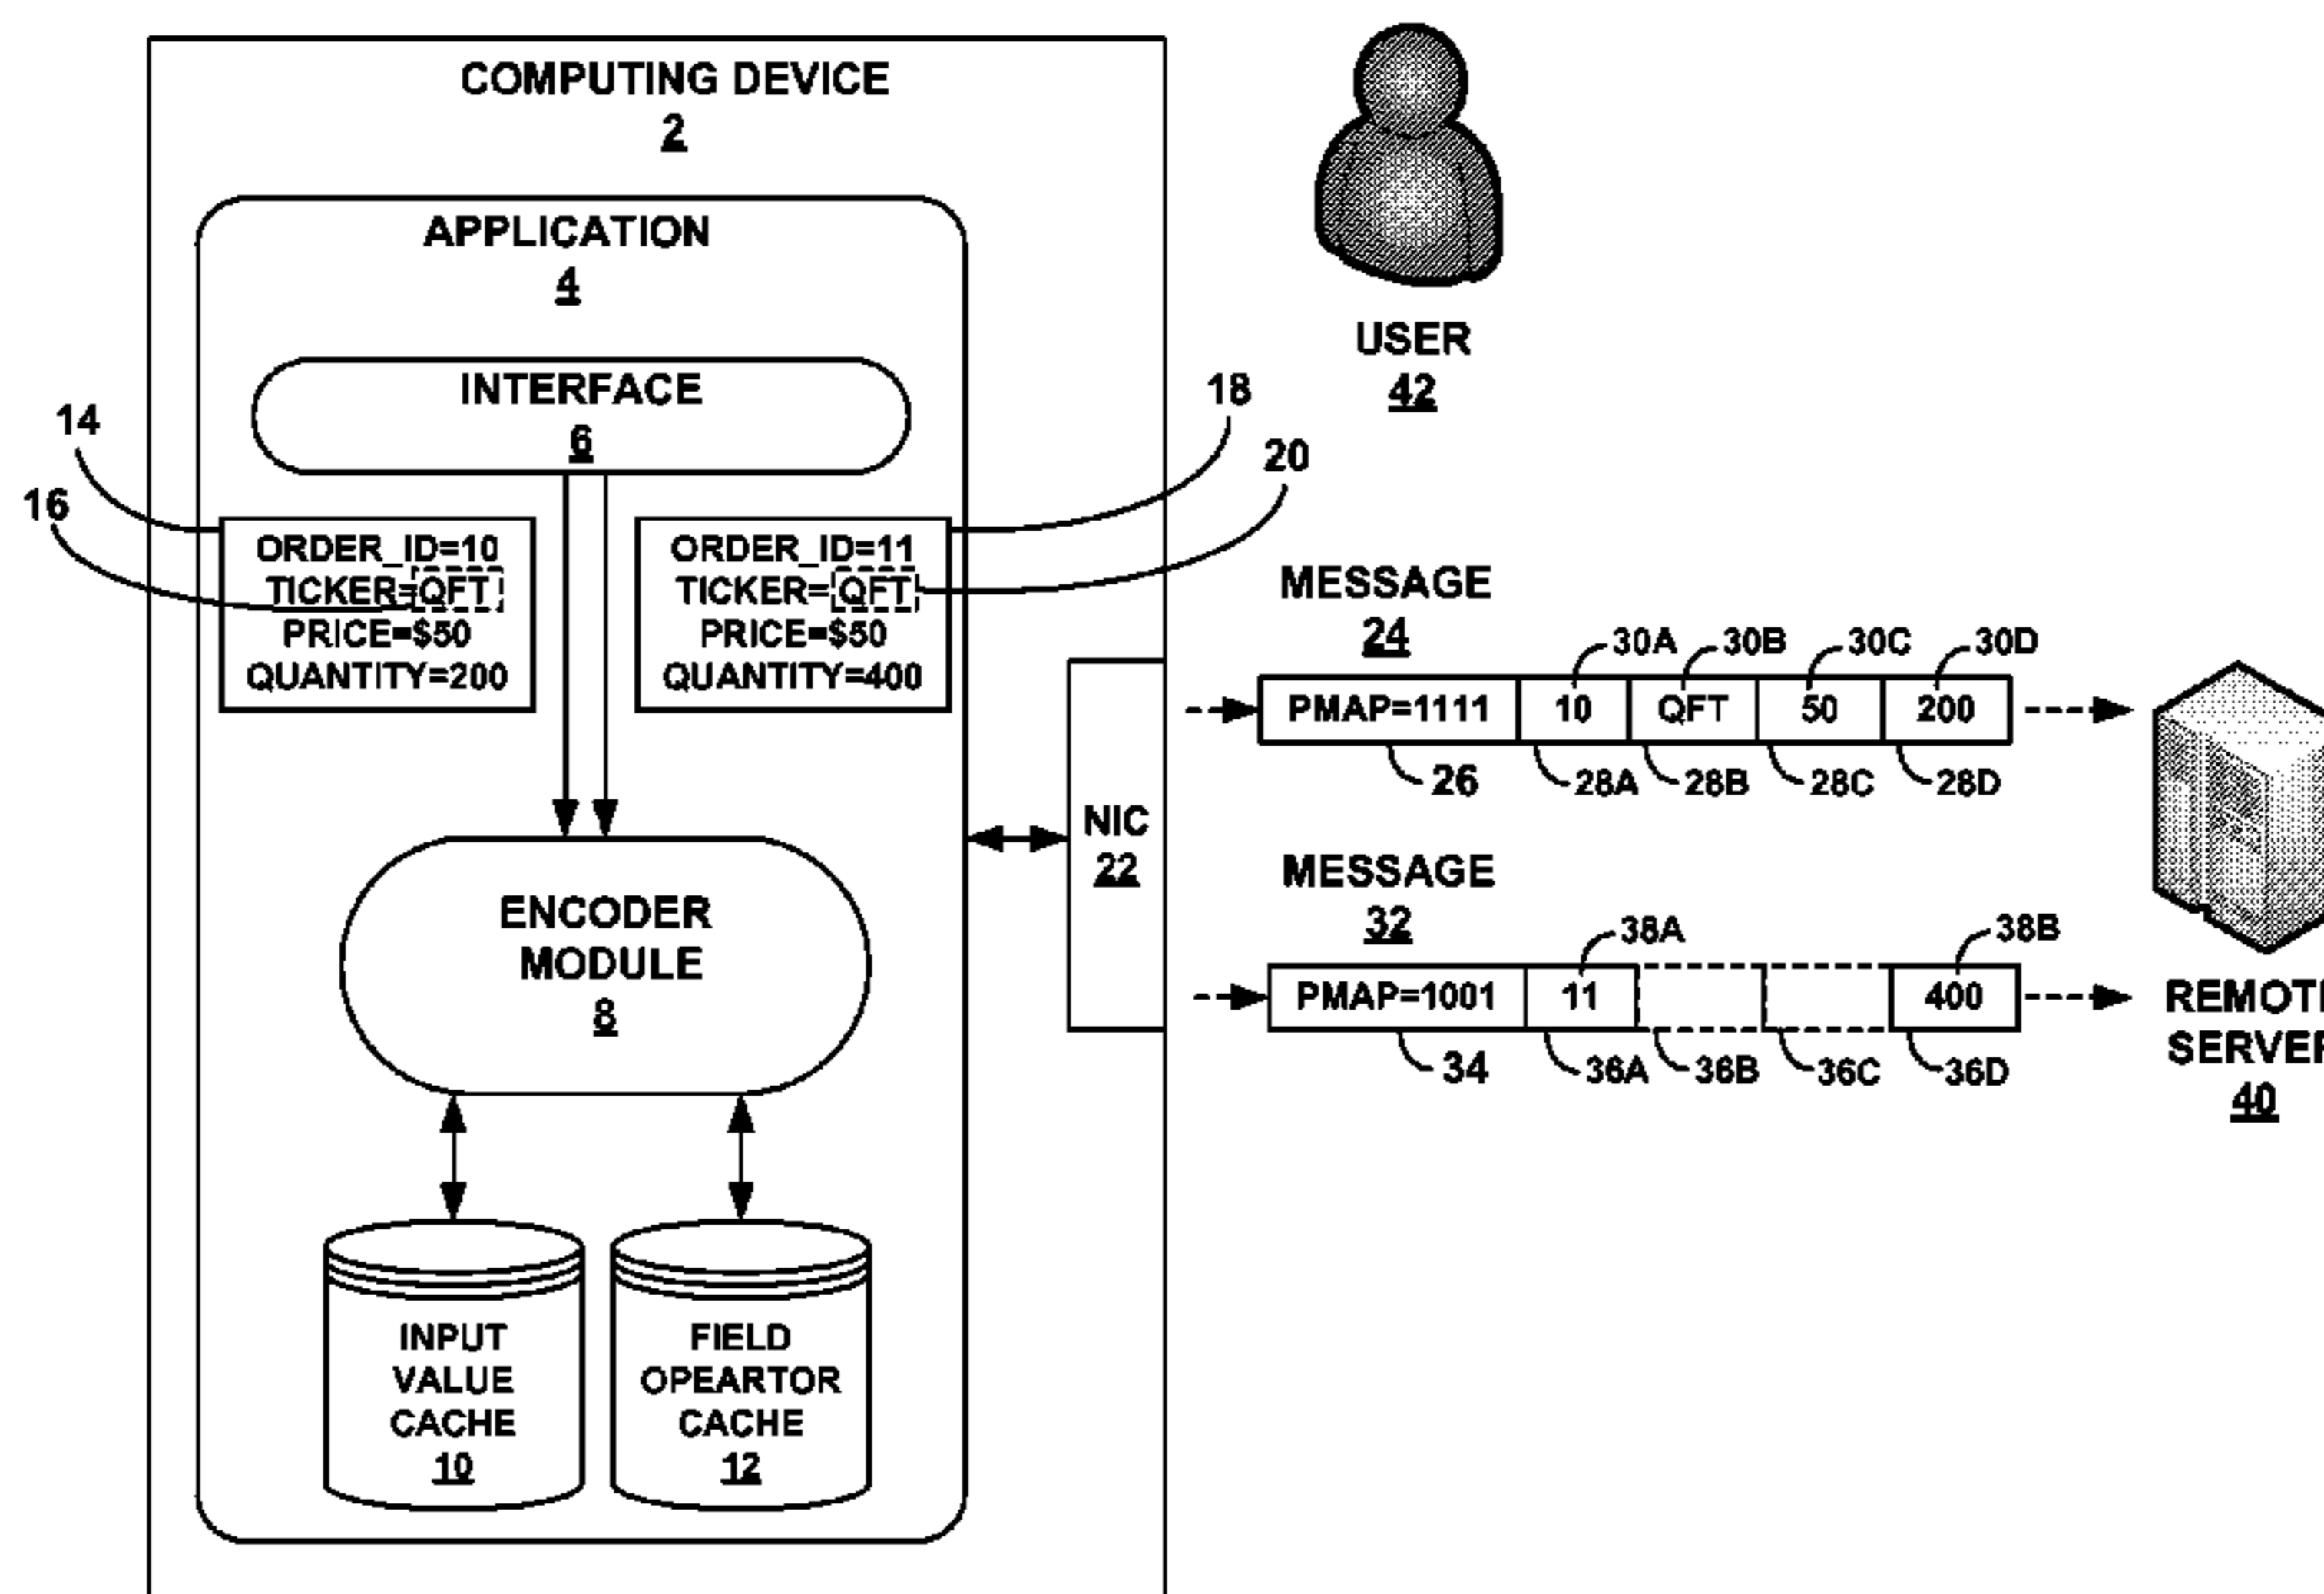 COMPUTING DEVICE
2
APPLICATION
4
INTERFACE
6
14
16
18
20
ORDER_ID=10
TICKER=QFT
PRICE=$50
QUANTITY=200
ORDER_ID=11
TICKER=QFT
PRICE=$50
QUANTITY=400
ENCODER
MODULE
8
INPUT
VALUE
CACHE
10
FIELD
OPEARTOR
CACHE
12
NIC
22
USER
42
MESSAGE
24
30A 30B 30C 30D
PMAP=1111 10 QFT 50 200
26 28A 28B 28C 28D
MESSAGE
32
38A 38B
PMAP=1001 11 400
34 36A 36B 36C 36D
REMOTE
SERVER
40